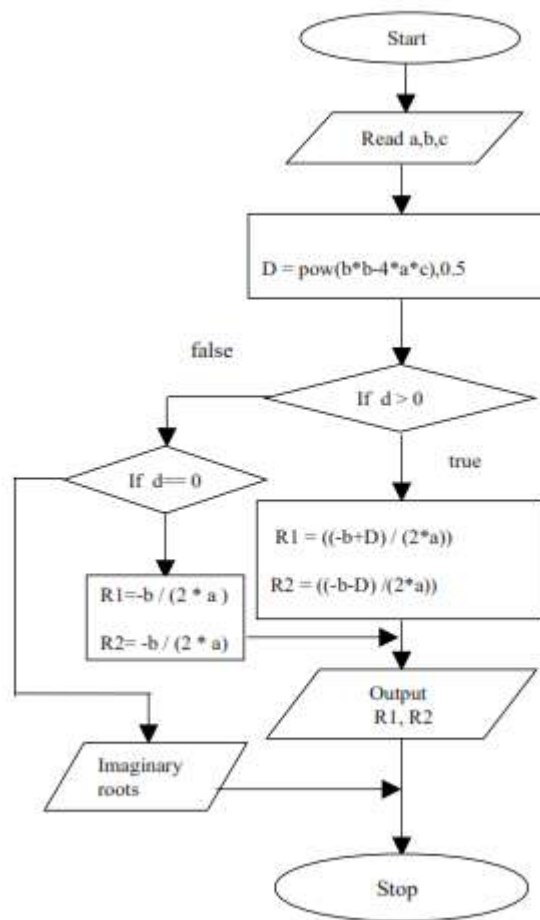 Start
Read a,b,c
D = pow(b*b-4*a*c),0.5
false
If d > 0
If d== 0
true
R1 = ((-b+D) / (2*a))
R2 = ((-b-D) /(2*a))
R1=-b / (2 * a )
R2= -b / (2 * a)
Output
R1, R2
Imaginary
roots
Stop